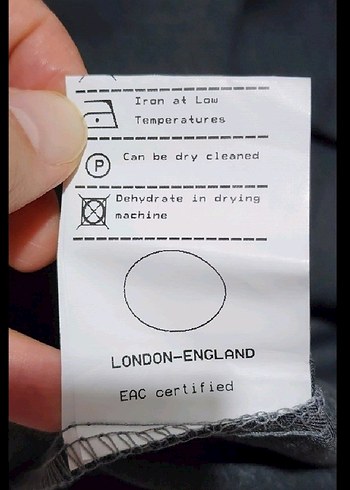 Iron at Low
Temperatures
P
Can be dry cleaned
Dehydrate in drying
machine
LONDON-ENGLAND
EAC certified